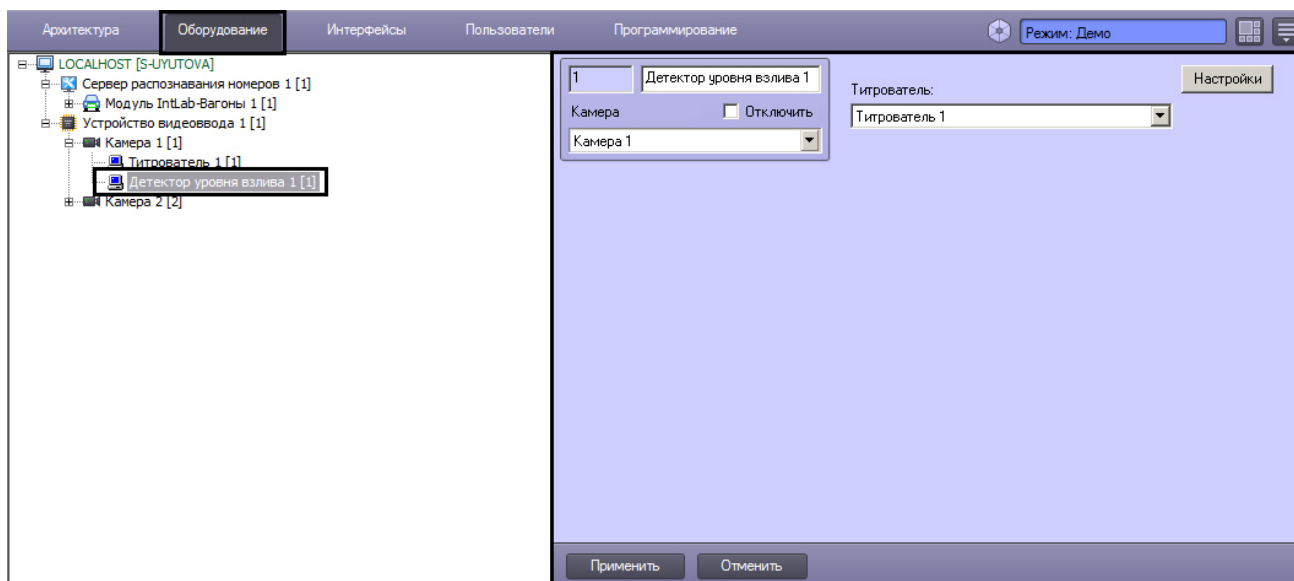 Архитектура Оборудование Интерфейсы Пользователи Программирование Режим: Демо
LOCALHOST [S-UYUTOVA]
Сервер распознавания номеров 1 [1]
Модуль IntLab-Вагоны 1 [1]
Устройство видеоввода 1 [1]
Камера 1 [1]
Титрователь 1 [1]
Детектор уровня взлива 1 [1]
Камера 2 [2]
1 Детектор уровня взлива 1
Камера Отключить
Камера 1
Титрователь:
Титрователь 1
Настройки
Применить Отменить